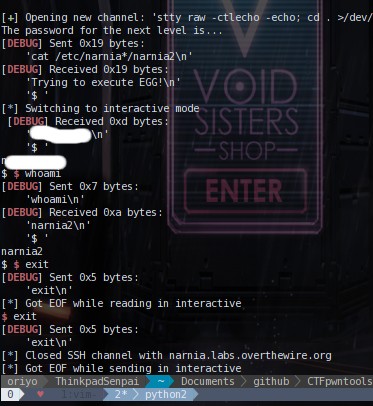 [+] Opening new channel: 'stty raw -ctlecho -echo; cd . >/dev/
The password for the next level is...
[DEBUG] Sent 0x19 bytes:
'cat /etc/narnia*/narnia2\n'
[DEBUG] Received 0x19 bytes:
'Trying to execute EGG!\n'
'$ '
[*] Switching to interactive mode
[DEBUG] Received 0xd bytes:
\n'
'$ '
n
$ $ whoami
[DEBUG] Sent 0x7 bytes:
'whoami\n'
[DEBUG] Received 0xa bytes:
'narnia2\n'
'$ '
narnia2
$ $ exit
[DEBUG] Sent 0x5 bytes:
'exit\n'
[*] Got EOF while reading in interactive
$ exit
[DEBUG] Sent 0x5 bytes:
'exit\n'
[*] Closed SSH channel with narnia.labs.overthewire.org
[*] Got EOF while sending in interactive
oriyo ThinkpadSenpai ~ Documents github CTFpwntools
0 ♥ 1:vim 2* python2
VOID
SISTERS
SHOP
ENTER